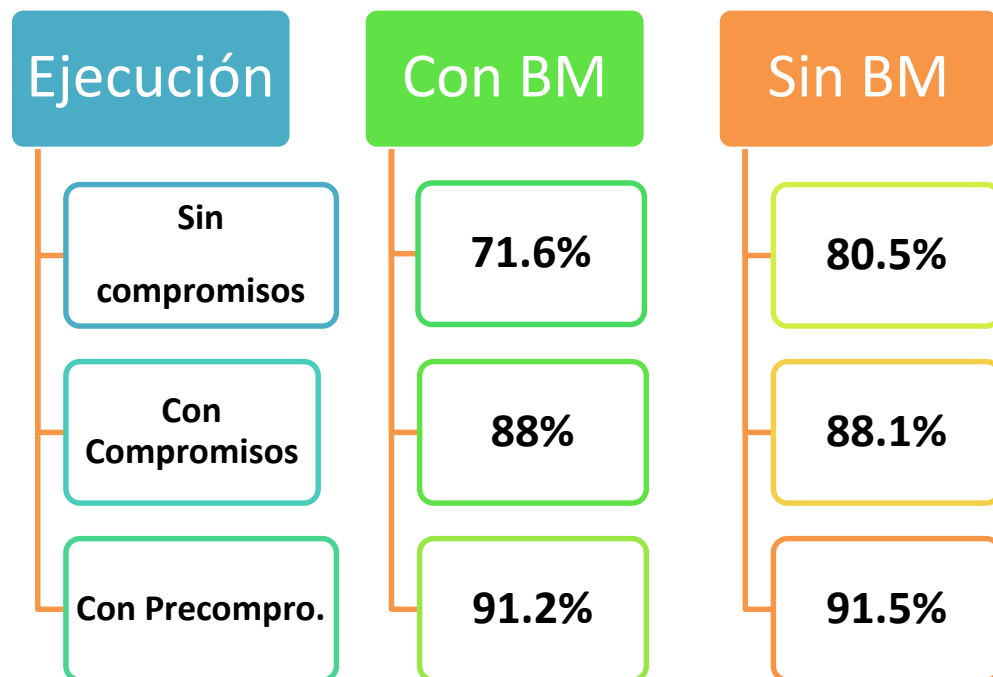 Ejecución
Con BM
Sin BM
Sin
compromisos
71.6%
80.5%
Con
Compromisos
88%
88.1%
Con Precompro.
91.2%
91.5%